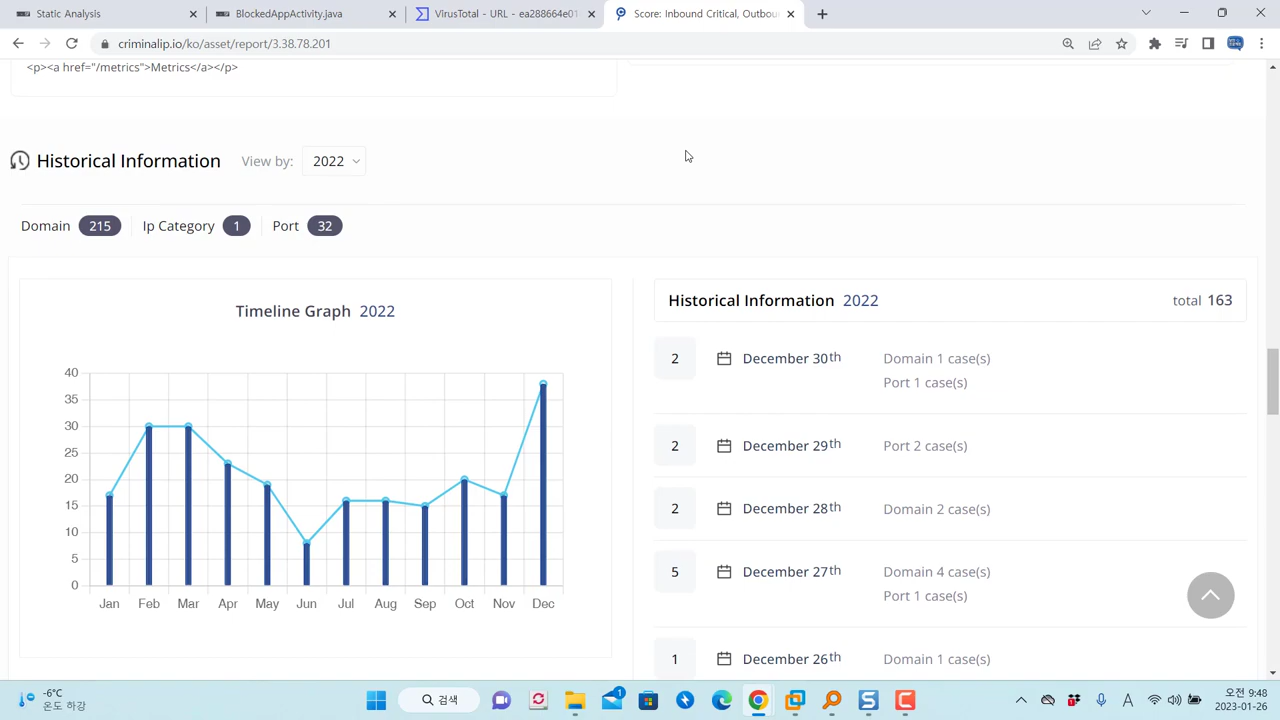 Static Analysis
BlockedAppActivity.java
VirusTotal - URL - ea288664e01
Score: Inbound Critical, Outbou
criminalip.io/ko/asset/report/3.38.78.201
<p><a href="/metrics">Metrics</a></p>
Historical Information View by: 2022
Domain 215 Ip Category 1 Port 32
Timeline Graph 2022
Historical Information 2022 total 163
2 December 30th Domain 1 case(s)
Port 1 case(s)
2 December 29th Port 2 case(s)
2 December 28th Domain 2 case(s)
5 December 27th Domain 4 case(s)
Port 1 case(s)
1 December 26th Domain 1 case(s)
40
35
30
25
20
15
10
5
0
Jan Feb Mar Apr May Jun Jul Aug Sep Oct Nov Dec
-6°C
온도 하강
검색
1
A
오전 9:48
2023-01-26